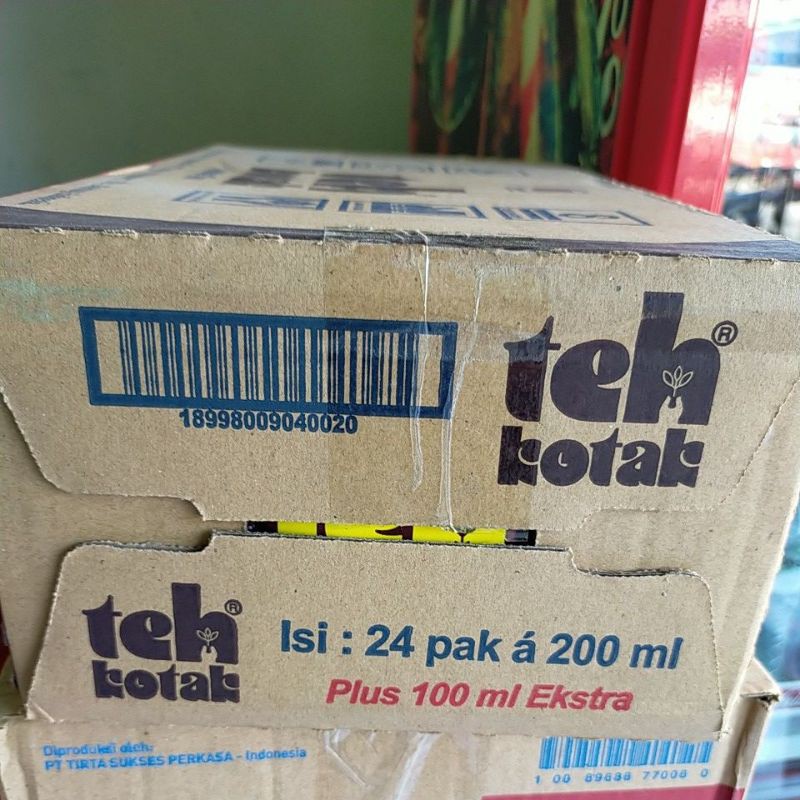 18998009040020
teh®
kotak
teh®
kotak
Isi : 24 pak á 200 ml
Plus 100 ml Ekstra
Diproduksi oleh:
PT TIRTA SUKSES PERKASA - Indonesia
1 00 89686 77006 0